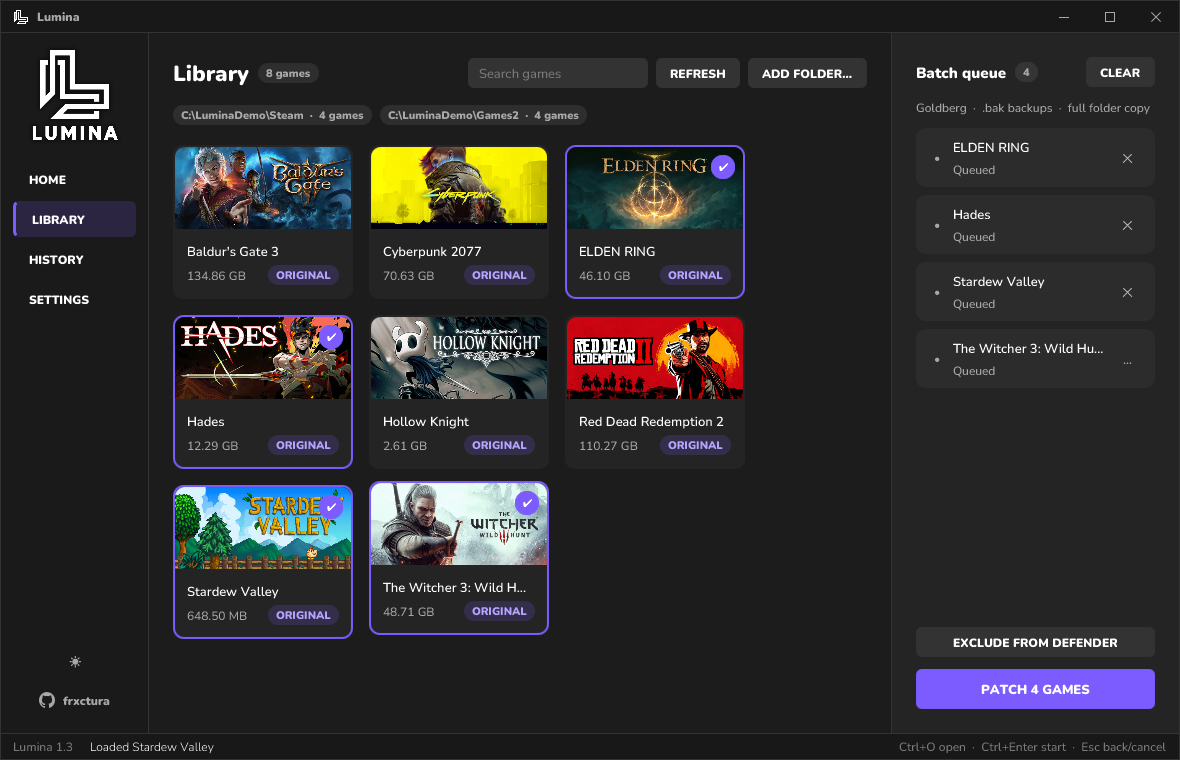 Lumina
LUMINA
HOME
LIBRARY
HISTORY
SETTINGS
frxctura
Library
8 games
Search games
REFRESH
ADD FOLDER...
C:\LuminaDemo\Steam · 4 games
C:\LuminaDemo\Games2 · 4 games
Baldur's
Gate
Baldur's Gate 3
134.86 GB
ORIGINAL
CYBERPUNK
Cyberpunk 2077
70.63 GB
ORIGINAL
ELDEN RING
ELDEN RING
46.10 GB
ORIGINAL
HADES
Hades
12.29 GB
ORIGINAL
HOLLOW KNIGHT
Hollow Knight
2.61 GB
ORIGINAL
RED DEAD
REDEMPTION II
Red Dead Redemption 2
110.27 GB
ORIGINAL
STARDEW
VALLEY
Stardew Valley
648.50 MB
ORIGINAL
THE
WITCHER
WILD HUNT
The Witcher 3: Wild H...
48.71 GB
ORIGINAL
Batch queue
4
CLEAR
Goldberg · .bak backups · full folder copy
ELDEN RING
Queued
Hades
Queued
Stardew Valley
Queued
The Witcher 3: Wild Hu...
...
Queued
EXCLUDE FROM DEFENDER
PATCH 4 GAMES
Lumina 1.3
Loaded Stardew Valley
Ctrl+O open · Ctrl+Enter start · Esc back/cancel